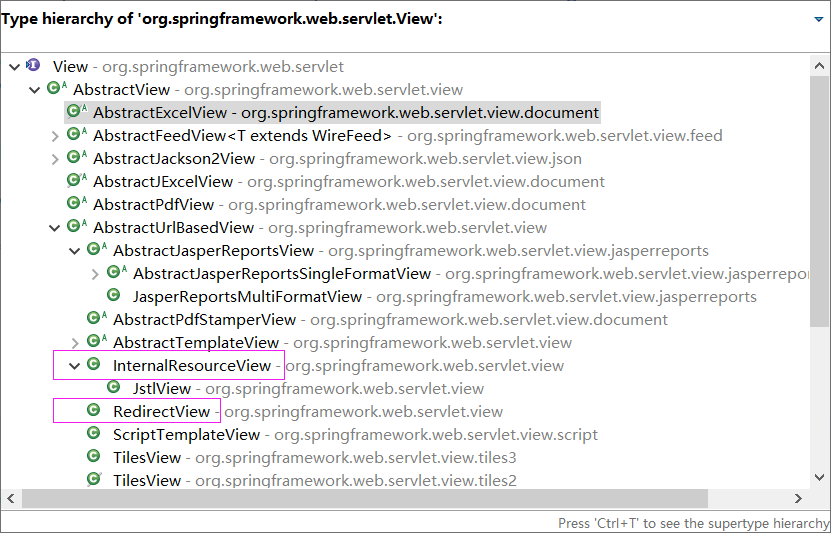 Type hierarchy of 'org.springframework.web.servlet.View':
View - org.springframework.web.servlet
AbstractView - org.springframework.web.servlet.view
AbstractExcelView - org.springframework.web.servlet.view.document
AbstractFeedView<T extends WireFeed> - org.springframework.web.servlet.view.feed
AbstractJackson2View - org.springframework.web.servlet.view.json
AbstractJExcelView - org.springframework.web.servlet.view.document
AbstractPdfView - org.springframework.web.servlet.view.document
AbstractUrlBasedView - org.springframework.web.servlet.view
AbstractJasperReportsView - org.springframework.web.servlet.view.jasperreports
AbstractJasperReportsSingleFormatView - org.springframework.web.servlet.view.jasperrepor
JasperReportsMultiFormatView - org.springframework.web.servlet.view.jasperreports
AbstractPdfStamperView - org.springframework.web.servlet.view.document
AbstractTemplateView - org.springframework.web.servlet.view
InternalResourceView - org.springframework.web.servlet.view
JstlView - org.springframework.web.servlet.view
RedirectView - org.springframework.web.servlet.view
ScriptTemplateView - org.springframework.web.servlet.view.script
TilesView - org.springframework.web.servlet.view.tiles3
TilesView - org.springframework.web.servlet.view.tiles2
Press 'Ctrl+T' to see the supertype hierarchy